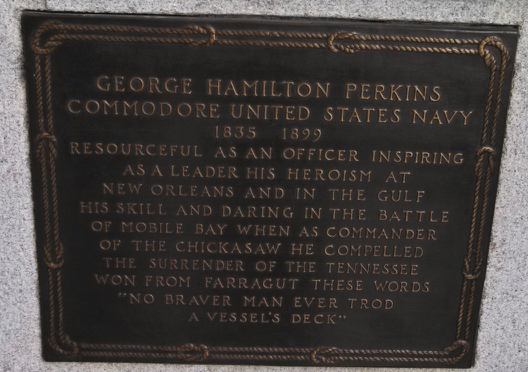 GEORGE HAMILTON PERKINS
COMMODORE UNITED STATES NAVY
1835 1899
RESOURCEFUL AS AN OFFICER INSPIRING
AS A LEADER HIS HEROISM AT
NEW ORLEANS AND IN THE GULF
HIS SKILL AND DARING IN THE BATTLE
OF MOBILE BAY WHEN AS COMMANDER
OF THE CHICKASAW HE COMPELLED
THE SURRENDER OF THE TENNESSEE
WON FROM FARRAGUT THESE WORDS
"NO BRAVER MAN EVER TROD
A VESSEL'S DECK"